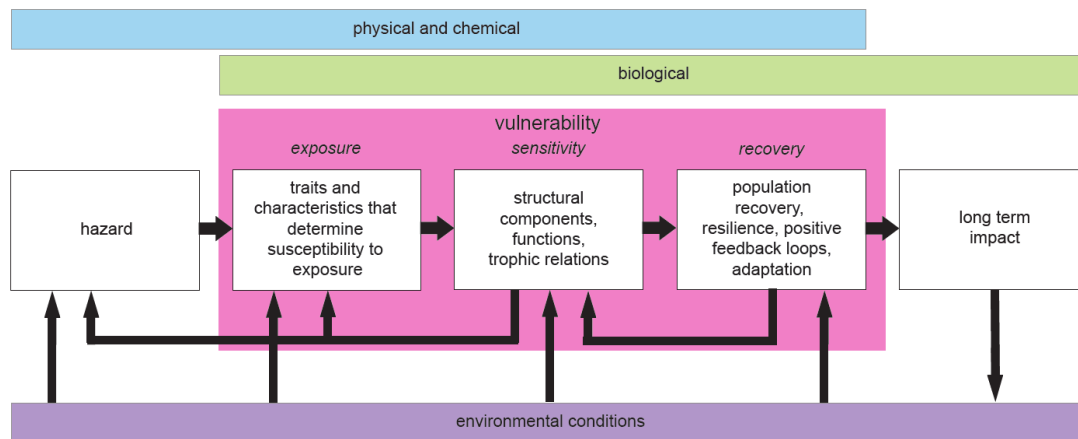 physical and chemical
biological
vulnerability
exposure
sensitivity
recovery
hazard
traits and
characteristics that
determine
susceptibility to
exposure
structural
components,
functions,
trophic relations
population
recovery,
resilience, positive
feedback loops,
adaptation
long term
impact
environmental conditions